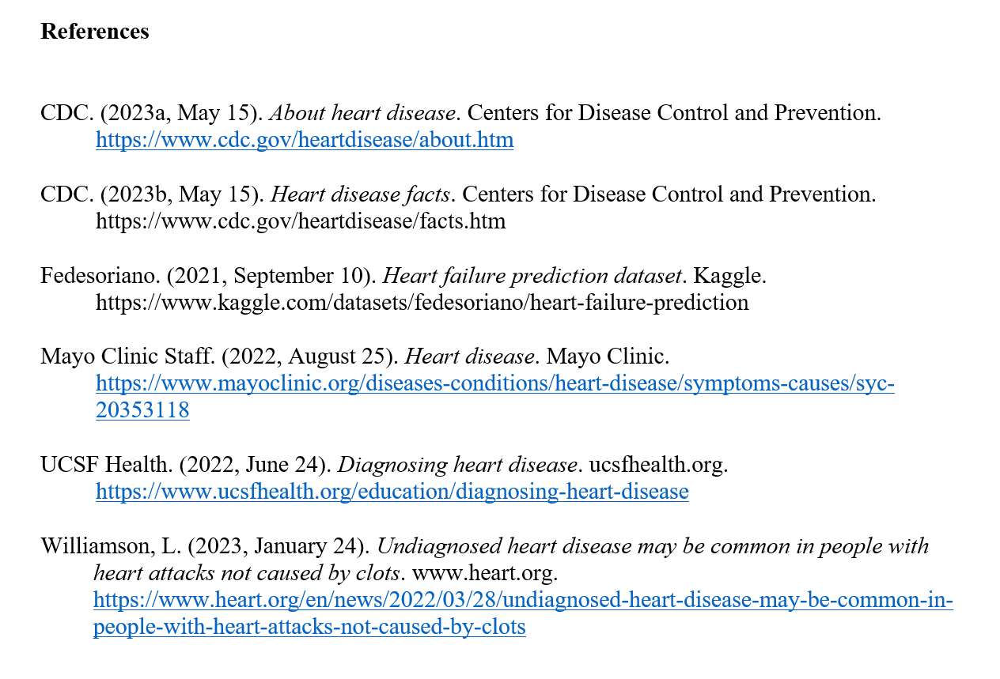 References
CDC. (2023a, May 15). About heart disease. Centers for Disease Control and Prevention.
https://www.cdc.gov/heartdisease/about.htm
CDC. (2023b, May 15). Heart disease facts. Centers for Disease Control and Prevention.
https://www.cdc.gov/heartdisease/facts.htm
Fedesoriano. (2021, September 10). Heart failure prediction dataset. Kaggle.
https://www.kaggle.com/datasets/fedesoriano/heart-failure-prediction
Mayo Clinic Staff. (2022, August 25). Heart disease. Mayo Clinic.
https://www.mayoclinic.org/diseases-conditions/heart-disease/symptoms-causes/syc-
20353118
UCSF Health. (2022, June 24). Diagnosing heart disease. ucsfhealth.org.
https://www.ucsfhealth.org/education/diagnosing-heart-disease
Williamson, L. (2023, January 24). Undiagnosed heart disease may be common in people with
heart attacks not caused by clots. www.heart.org.
https://www.heart.org/en/news/2022/03/28/undiagnosed-heart-disease-may-be-common-in-
people-with-heart-attacks-not-caused-by-clots